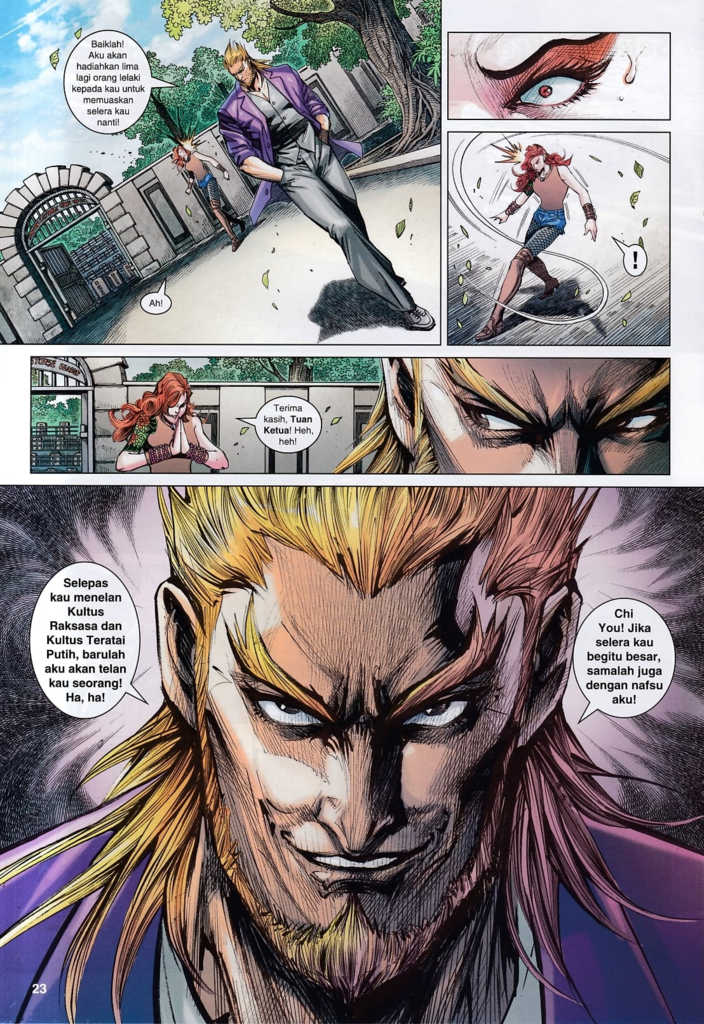 Baiklah!
Aku akan
hadiahkan lima
lagi orang lelaki
kepada kau untuk
memuaskan
selera kau
nanti!
Ah!
!
Terima
kasih, Tuan
Ketua! Heh,
heh!
Selepas
kau menelan
Kultus
Raksasa dan
Kultus Teratai
Putih, barulah
aku akan telan
kau seorang!
Ha, ha!
Chi
You! Jika
selera kau
begitu besar,
samalah juga
dengan nafsu
aku!
23